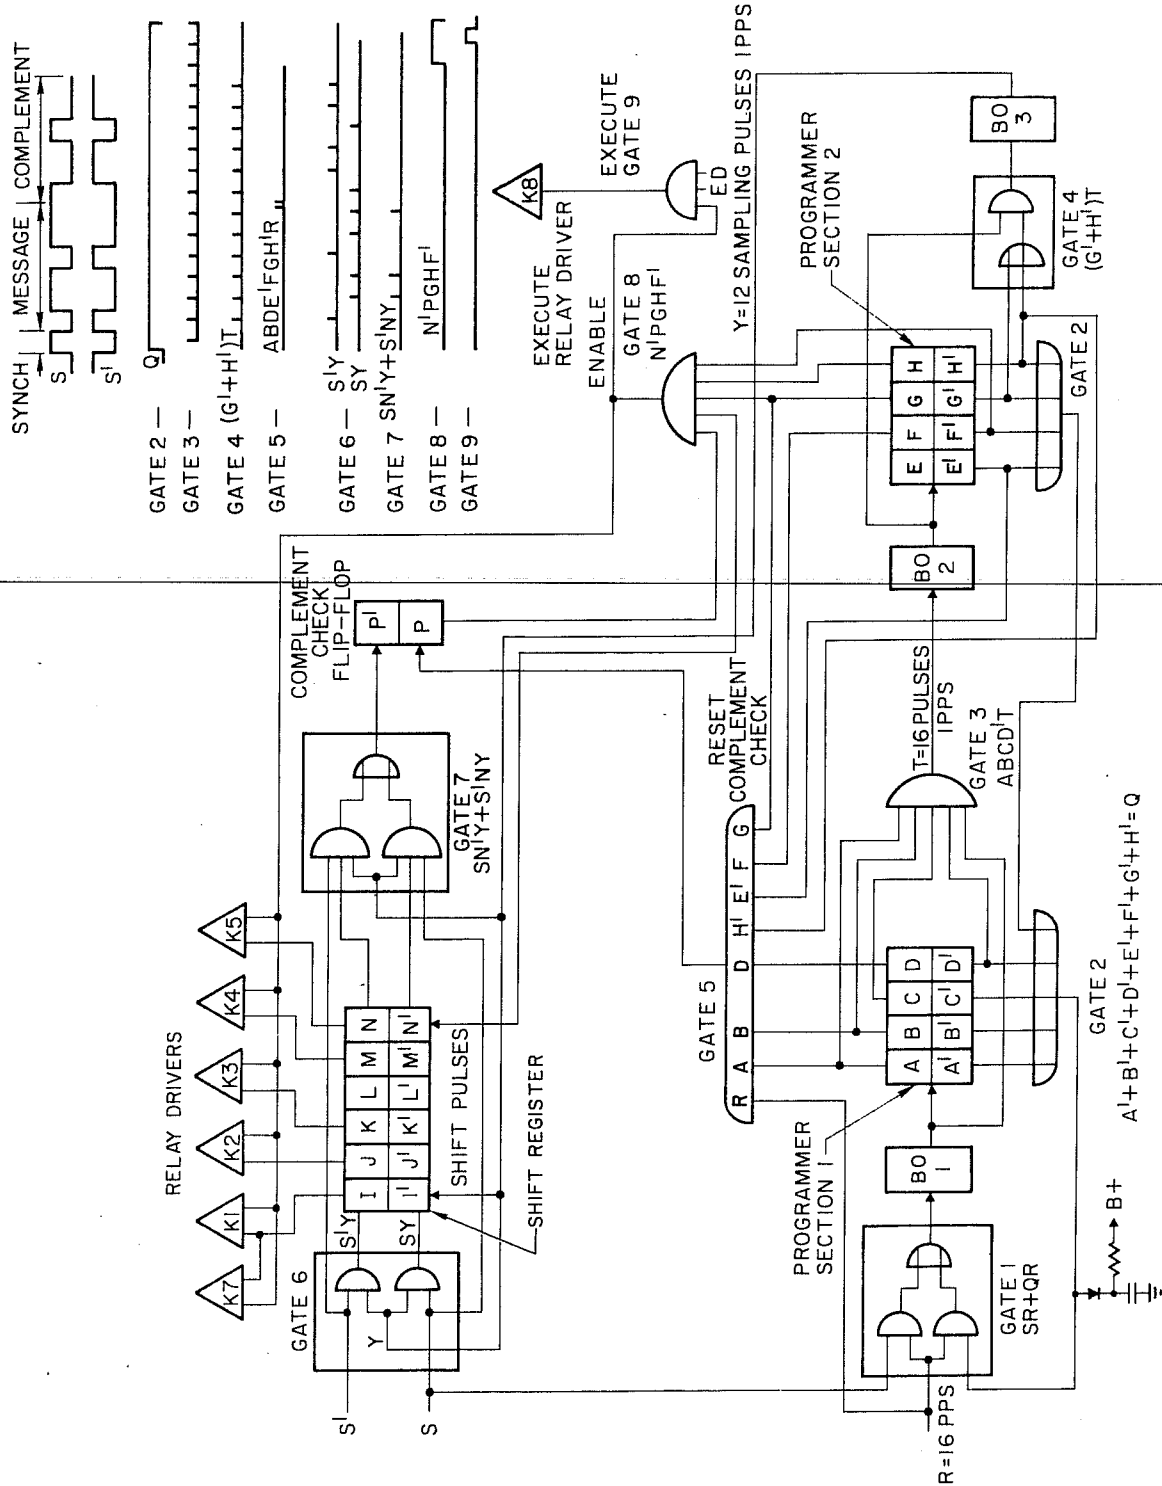 SYNCH
MESSAGE
COMPLEMENT
S
S'
GATE 2 —
Q
GATE 3 —
GATE 4 (G'+H')T
GATE 5 —
ABDE'FGH'R
GATE 6 —
S'Y
SY
GATE 7
SN'Y+S'NY
GATE 8 —
N'PGHF'
GATE 9 —
RELAY DRIVERS
K7
K1
K2
K3
K4
K5
GATE 6
S'
S
Y
S'Y
SY
I J K L M N
I' J' K' L' M' N'
SHIFT PULSES
SHIFT REGISTER
GATE 7
SN'Y+S'NY
COMPLEMENT
CHECK
FLIP-FLOP
P'
P
EXECUTE
RELAY DRIVER
K8
ENABLE
EXECUTE
GATE 9
ED
GATE 8
N'PGHF'
Y=12 SAMPLING PULSES 1PPS
GATE 5
R A B D H' E' F G
RESET
COMPLEMENT
CHECK
PROGRAMMER
SECTION 1
A B C D
A' B' C' D'
GATE 2
A'+B'+C'+D'+E'+F'+G'+H'=Q
R=16 PPS
GATE 1
SR+QR
BO
1
B+
GATE 3
ABCD'T
T=16 PULSES
1PPS
BO
2
PROGRAMMER
SECTION 2
E F G H
E' F' G' H'
GATE 2
GATE 4
(G'+H')T
BO
3